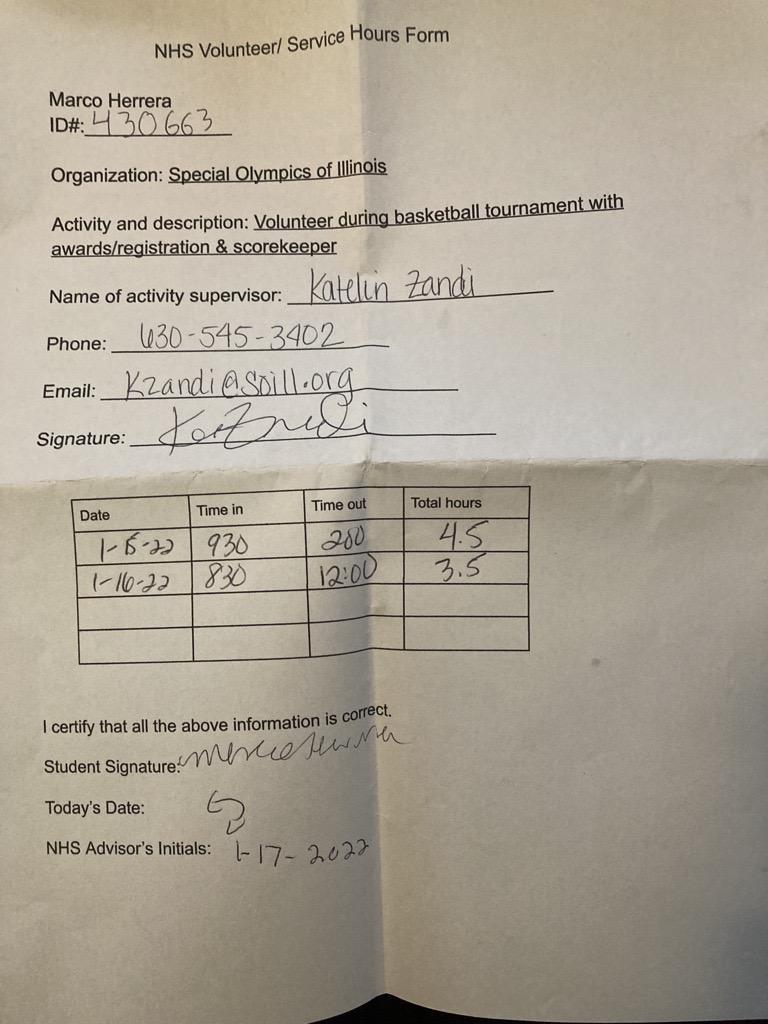 NHS Volunteer/ Service Hours Form
Marco Herrera
ID#: 430663
Organization: Special Olympics of Illinois
Activity and description: Volunteer during basketball tournament with
awards/registration & scorekeeper
Name of activity supervisor: Katelin Zandi
Phone: 630-545-3402
Email: Kzandi@soill.org
Signature:
Date Time in Time out Total hours
930 200 4.5
1-16-22 830 12:00 3.5
I certify that all the above information is correct.
Student Signature:
Today's Date:
NHS Advisor's Initials: 1-17-2022